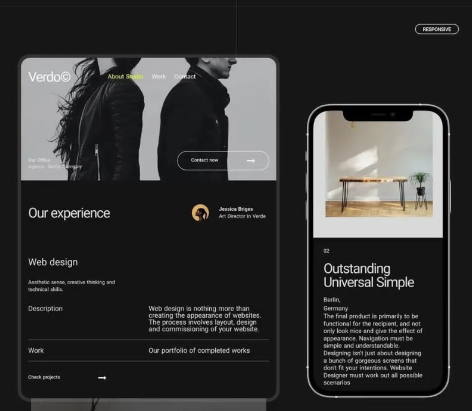 RESPONSIVE
Verdo©
About Studio Work Contact
Our Office
Contact now
Our experience
Jessica Briges
Art Director in Verde
Web design
Aesthetic sense, creative thinking and
technical skills.
Description
Web design is nothing more than
creating the appearance of websites.
The process involves layout, design
and commissioning of your website.
Work
Our portfolio of completed works
Check projects
02
Outstanding
Universal Simple
Berlin,
Germany
The final product is primarily to be
functional for the recipient, and not
only look nice and give the effect of
appearance. Navigation must be
simple and understandable.
Designing isn't just about designing
a bunch of gorgeous screens that
don't fit your intentions. Website
Designer must work out all possible
scenarios